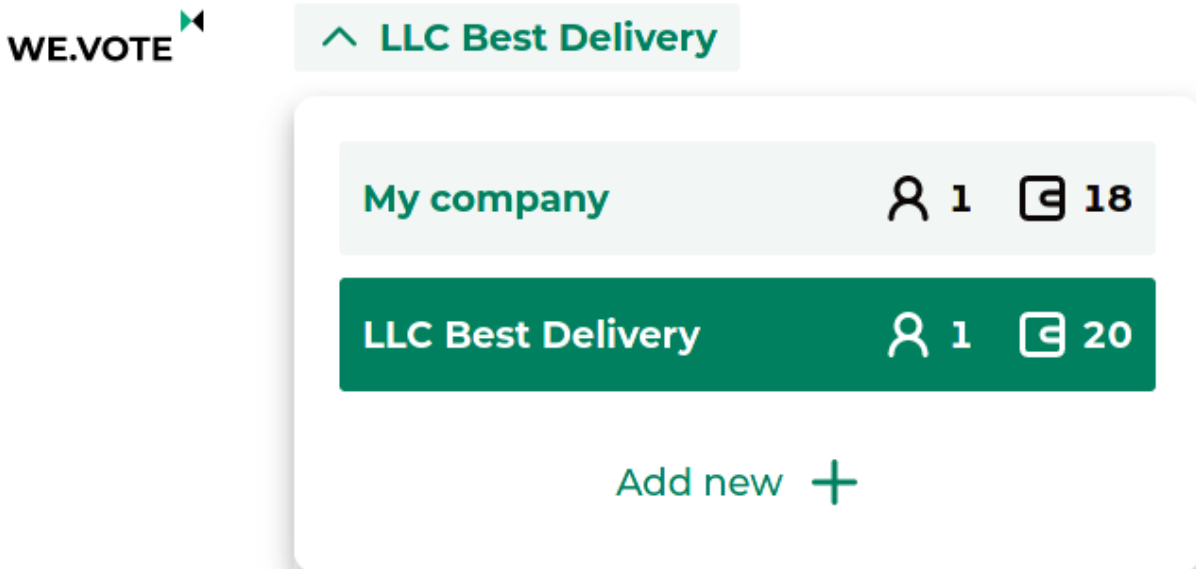 WE.VOTE
LLC Best Delivery
My company 1 18
LLC Best Delivery 1 20
Add new